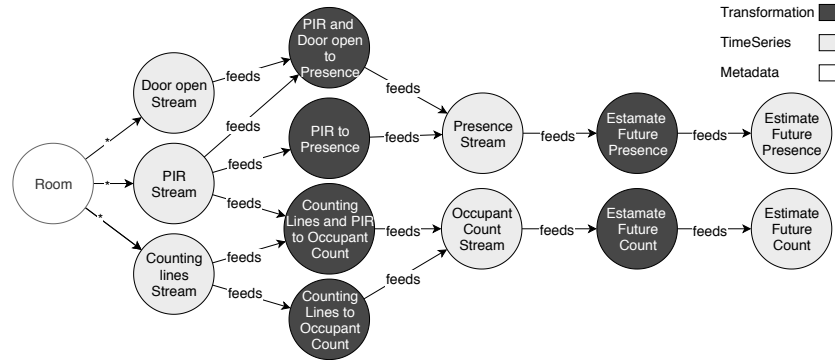 Transformation
TimeSeries
Metadata
PIR and
Door open
to
Presence
Door open
Stream
feeds
feeds
feeds
*
Room
*
PIR
Stream
feeds
PIR to
Presence
feeds
Presence
Stream
feeds
Estamate
Future
Presence
feeds
Estimate
Future
Presence
*
feeds
Counting
Lines and PIR
to Occupant
Count
feeds
Occupant
Count
Stream
feeds
Estamate
Future
Count
feeds
Estimate
Future
Count
Counting
lines
Stream
feeds
feeds
Counting
Lines to
Occupant
Count
feeds